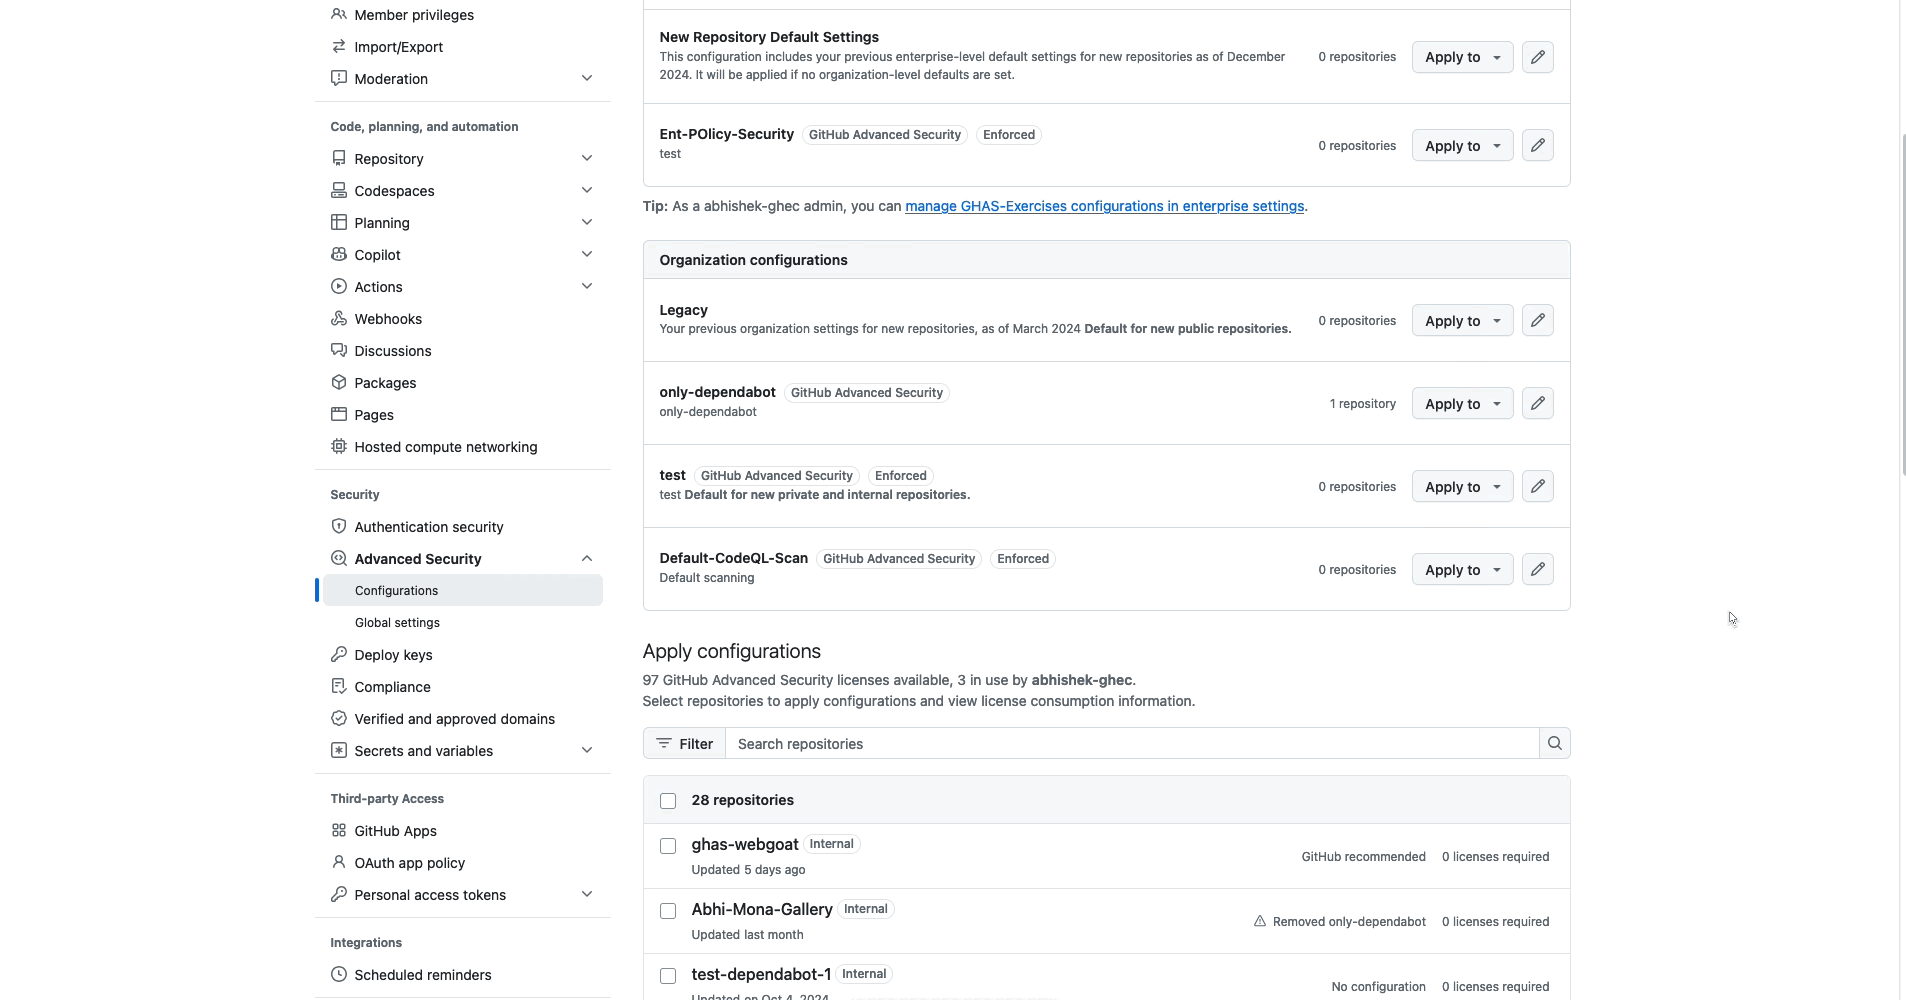 Member privileges
Import/Export
Moderation
Code, planning, and automation
Repository
Codespaces
Planning
Copilot
Actions
Webhooks
Discussions
Packages
Pages
Hosted compute networking
Security
Authentication security
Advanced Security
Configurations
Global settings
Deploy keys
Compliance
Verified and approved domains
Secrets and variables
Third-party Access
GitHub Apps
OAuth app policy
Personal access tokens
Integrations
Scheduled reminders
New Repository Default Settings
This configuration includes your previous enterprise-level default settings for new repositories as of December
2024. It will be applied if no organization-level defaults are set.
0 repositories
Apply to
Ent-POlicy-Security GitHub Advanced Security Enforced
test
0 repositories
Apply to
Tip: As a abhishek-ghec admin, you can manage GHAS-Exercises configurations in enterprise settings.
Organization configurations
Legacy
Your previous organization settings for new repositories, as of March 2024 Default for new public repositories.
0 repositories
Apply to
only-dependabot GitHub Advanced Security
only-dependabot
1 repository
Apply to
test GitHub Advanced Security Enforced
test Default for new private and internal repositories.
0 repositories
Apply to
Default-CodeQL-Scan GitHub Advanced Security Enforced
Default scanning
0 repositories
Apply to
Apply configurations
97 GitHub Advanced Security licenses available, 3 in use by abhishek-ghec.
Select repositories to apply configurations and view license consumption information.
Filter Search repositories
28 repositories
ghas-webgoat Internal
Updated 5 days ago
GitHub recommended 0 licenses required
Abhi-Mona-Gallery Internal
Updated last month
Removed only-dependabot 0 licenses required
test-dependabot-1 Internal
Updated on Oct 4, 2024
No configuration 0 licenses required